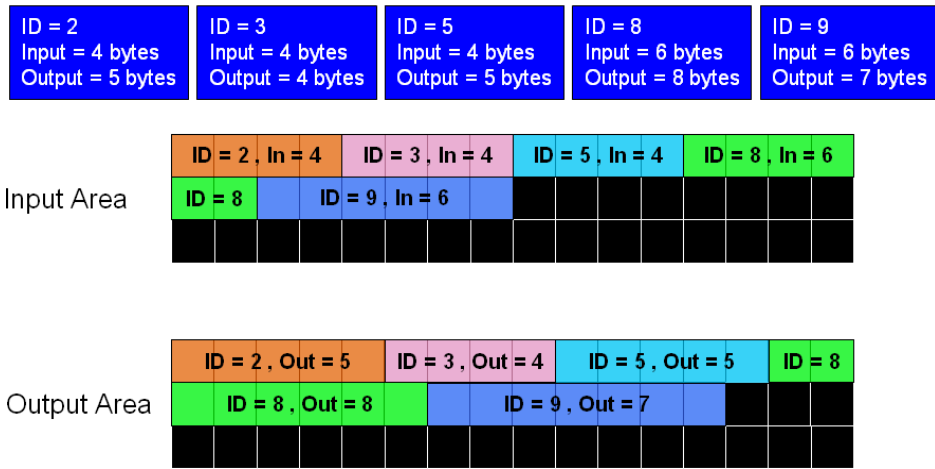 ID = 2
Input = 4 bytes
Output = 5 bytes
ID = 3
Input = 4 bytes
Output = 4 bytes
ID = 5
Input = 4 bytes
Output = 5 bytes
ID = 8
Input = 6 bytes
Output = 8 bytes
ID = 9
Input = 6 bytes
Output = 7 bytes
Input Area
ID = 2 , In = 4
ID = 3 , In = 4
ID = 5 , In = 4
ID = 8 , In = 6
ID = 8
ID = 9 , In = 6
Output Area
ID = 2 , Out = 5
ID = 3 , Out = 4
ID = 5 , Out = 5
ID = 8
ID = 8 , Out = 8
ID = 9 , Out = 7